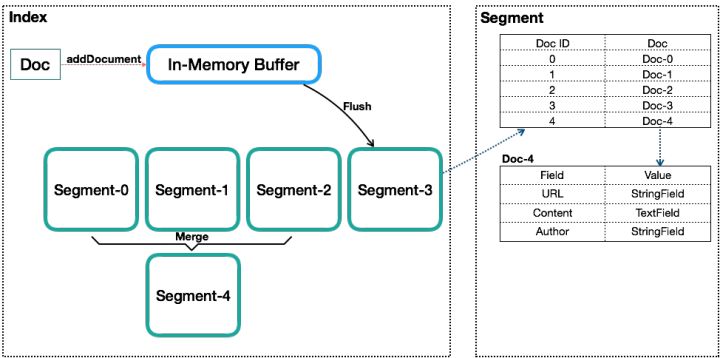 Index
Doc
addDocument
In-Memory Buffer
Flush
Segment-0
Segment-1
Segment-2
Segment-3
Merge
Segment-4
Segment
Doc ID Doc
0 Doc-0
1 Doc-1
2 Doc-2
3 Doc-3
4 Doc-4
Doc-4
Field Value
URL StringField
Content TextField
Author StringField